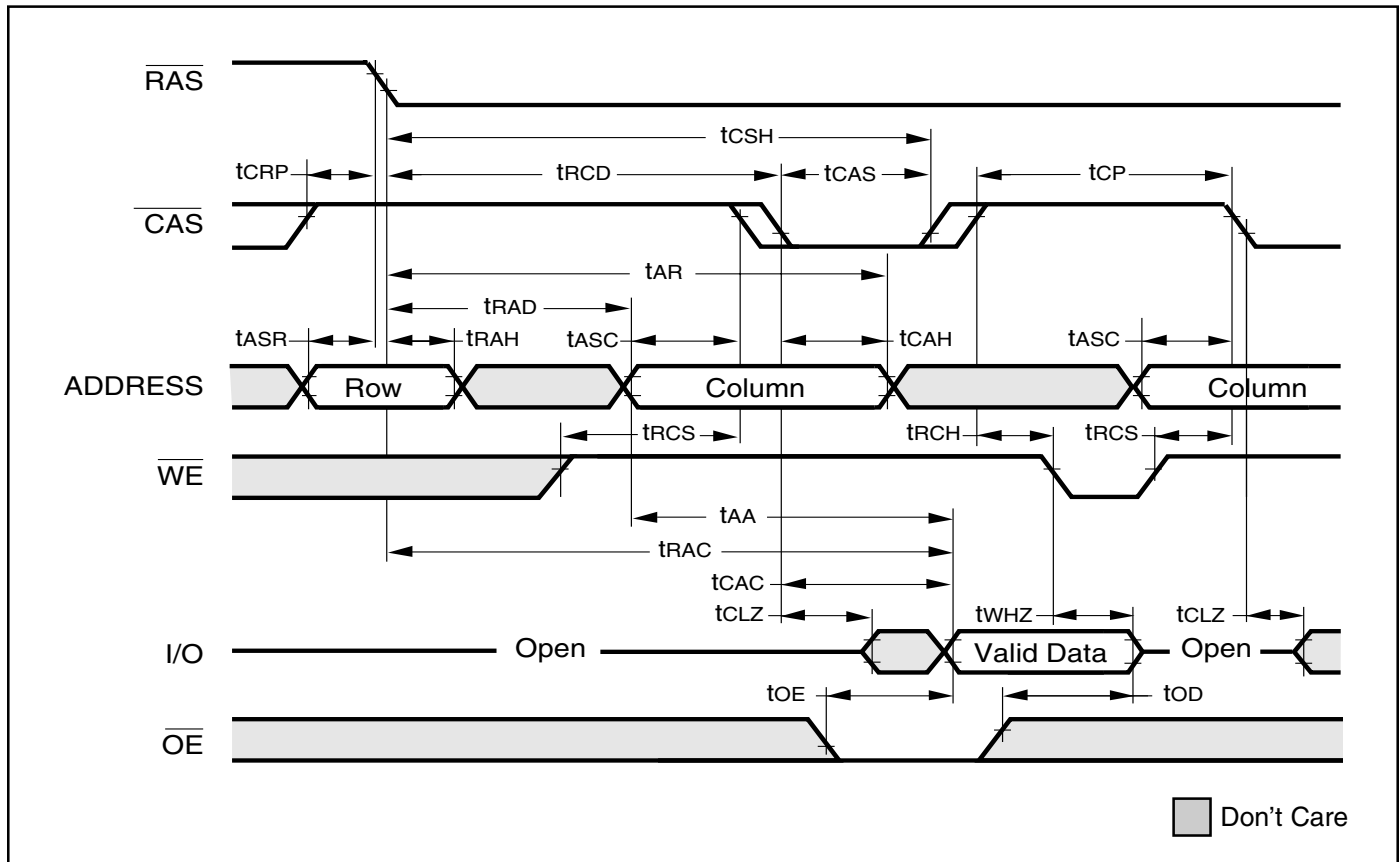 RAS
tCSH
tCRP
tRCD
tCAS
tCP
CAS
tAR
tRAD
tASR
tRAH
tASC
tCAH
tASC
ADDRESS
Row
Column
Column
tRCS
tRCH
tRCS
WE
tAA
tRAC
tCAC
tCLZ
tWHZ
tCLZ
I/O
Open
Valid Data
Open
tOE
tOD
OE
Don't Care